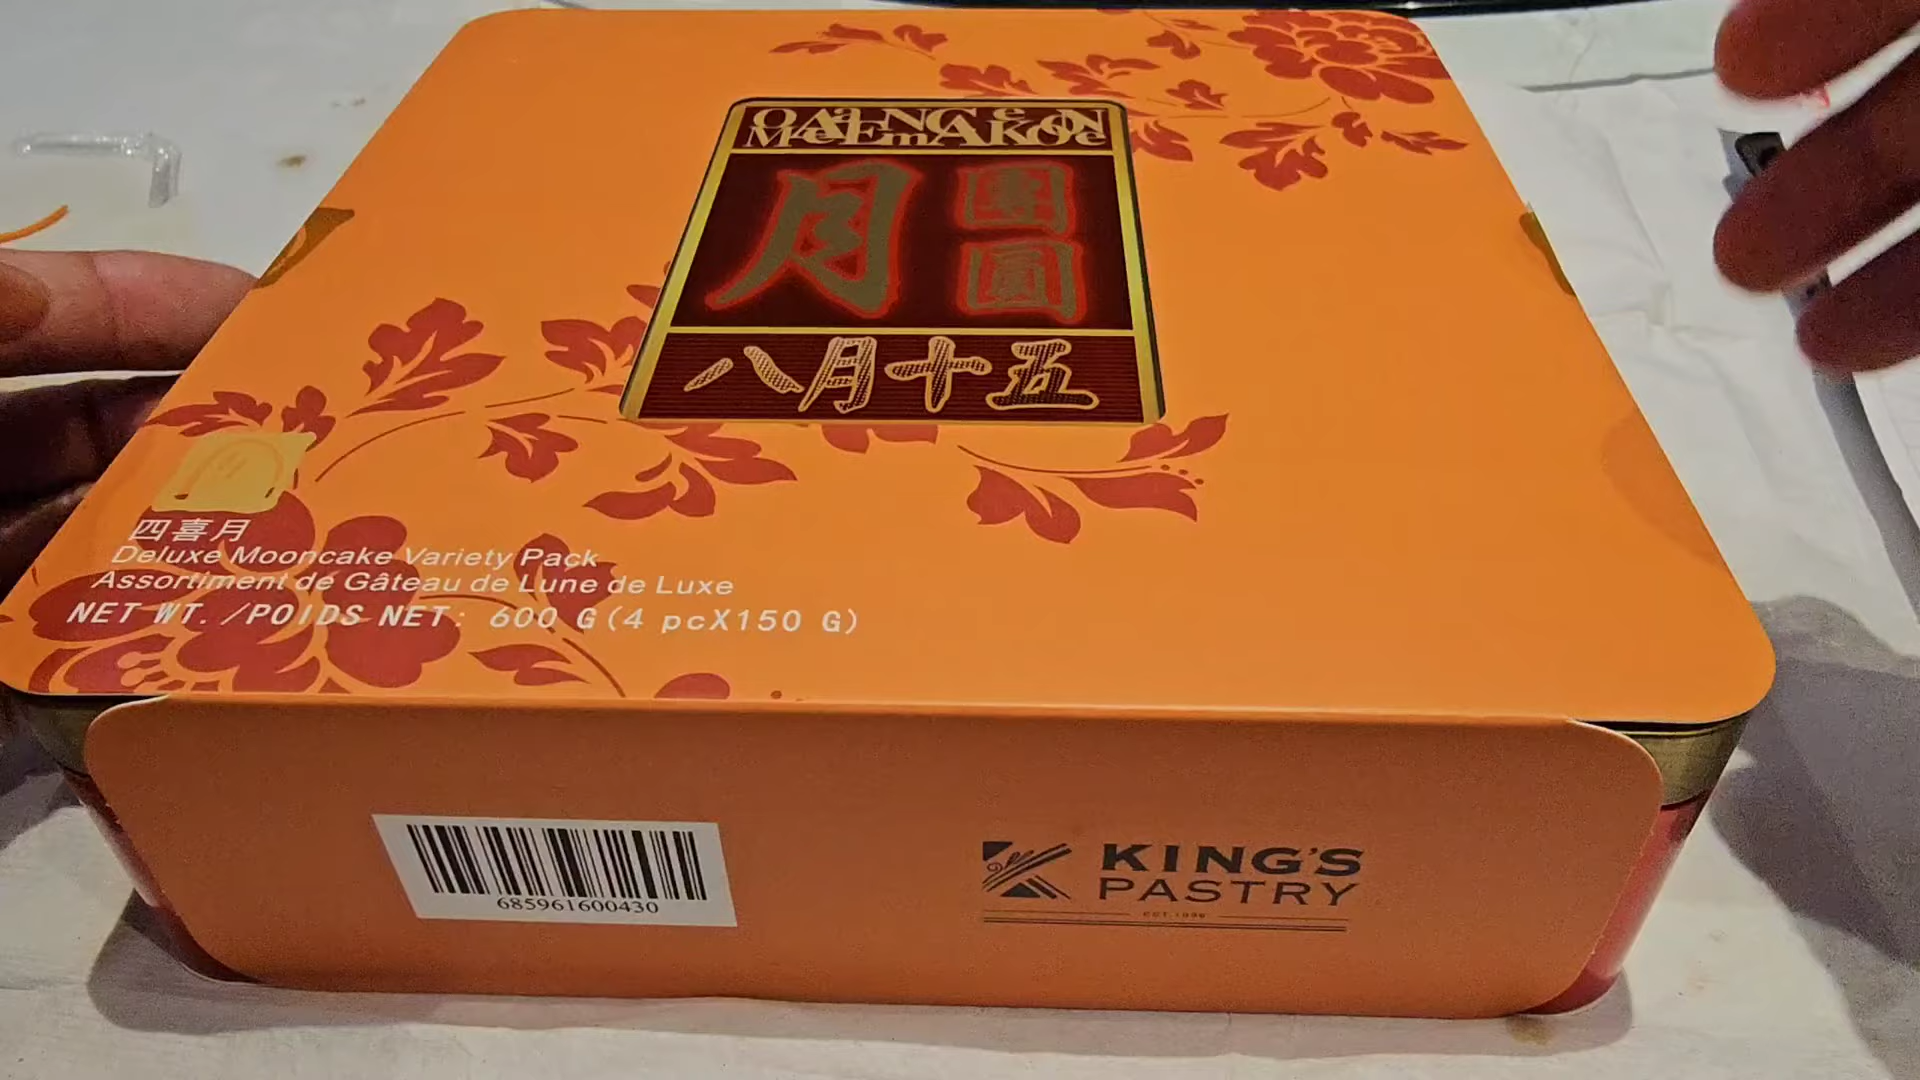 月
團
圓
八月十五
四喜月
Deluxe Mooncake Variety Pack
Assortiment de Gâteau de Lune de Luxe
NET WT./POIDS NET: 600 G(4 pcX150 G)
685961600430
KING'S
PASTRY